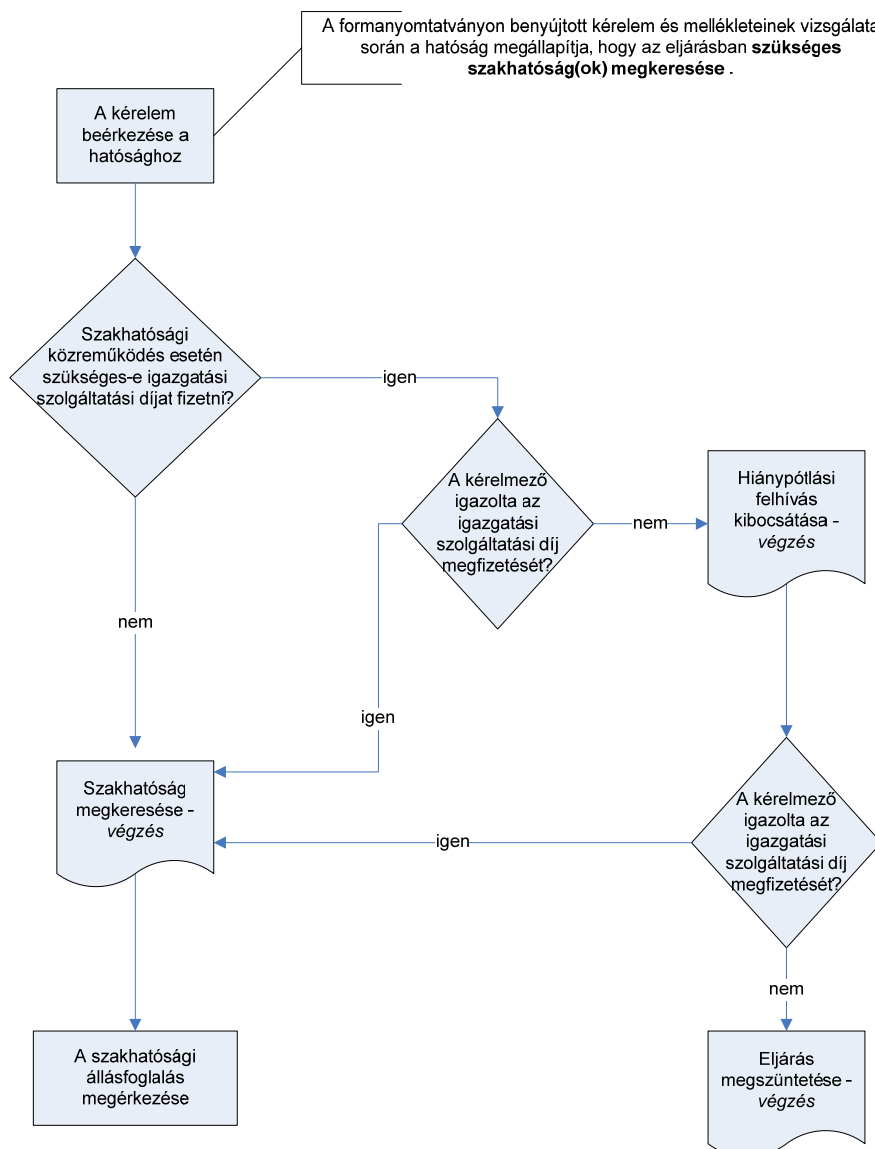 A formanyomtatványon benyújtott kérelem és mellékleteinek vizsgálata
során a hatóság megállapítja, hogy az eljárásban szükséges
szakhatóság(ok) megkeresése .
A kérelem
beérkezése a
hatósághoz
Szakhatósági
közreműködés esetén
szükséges-e igazgatási
szolgáltatási díjat fizetni?
igen
A kérelmező
igazolta az
igazgatási
szolgáltatási díj
megfizetését?
nem
Hiánypótlási
felhívás
kibocsátása -
végzés
nem
igen
Szakhatóság
megkeresése -
végzés
igen
A kérelmező
igazolta az
igazgatási
szolgáltatási díj
megfizetését?
nem
A szakhatósági
állásfoglalás
megérkezése
Eljárás
megszüntetése -
végzés